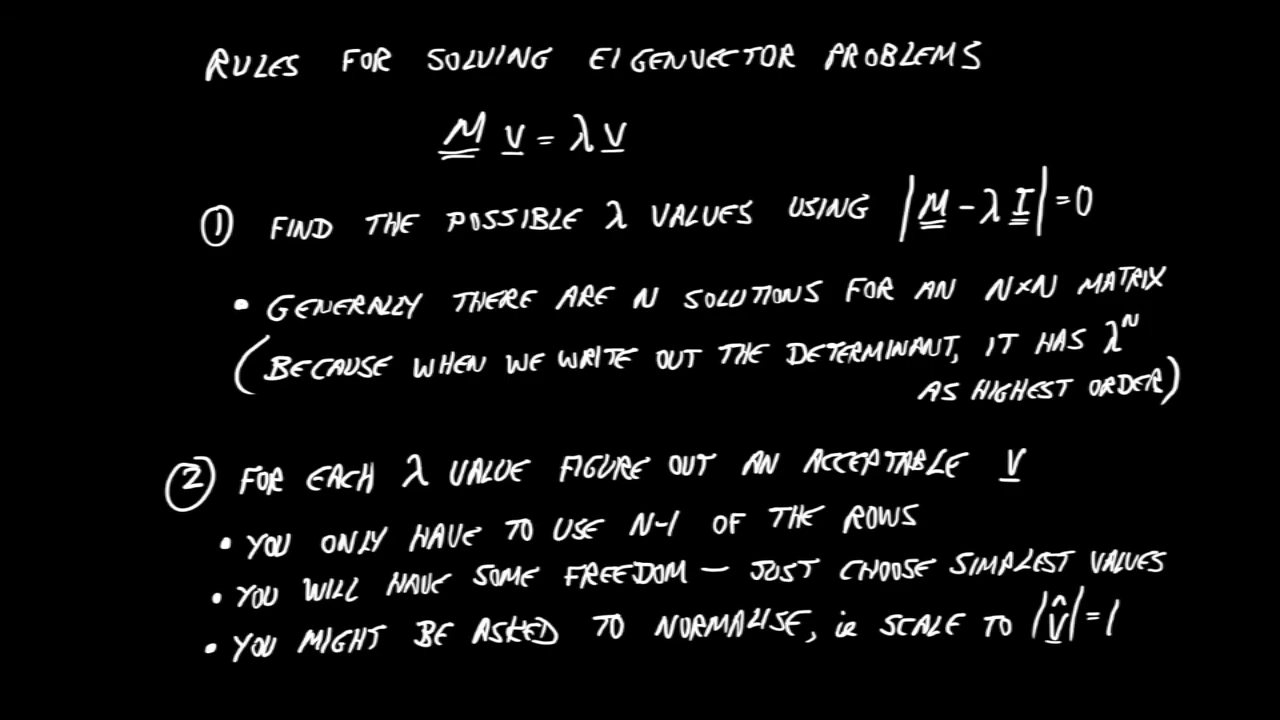 RULES FOR SOLVING EIGENVECTOR PROBLEMS
M v = λ v
① FIND THE POSSIBLE λ VALUES USING |M - λ I| = 0
• GENERALLY THERE ARE N SOLUTIONS FOR AN N×N MATRIX
(BECAUSE WHEN WE WRITE OUT THE DETERMINANT, IT HAS λᴺ
AS HIGHEST ORDER)
② FOR EACH λ VALUE FIGURE OUT AN ACCEPTABLE V
• YOU ONLY HAVE TO USE N-1 OF THE ROWS
• YOU WILL HAVE SOME FREEDOM — JUST CHOOSE SIMPLEST VALUES
• YOU MIGHT BE ASKED TO NORMALISE, ie SCALE TO |v̂| = 1